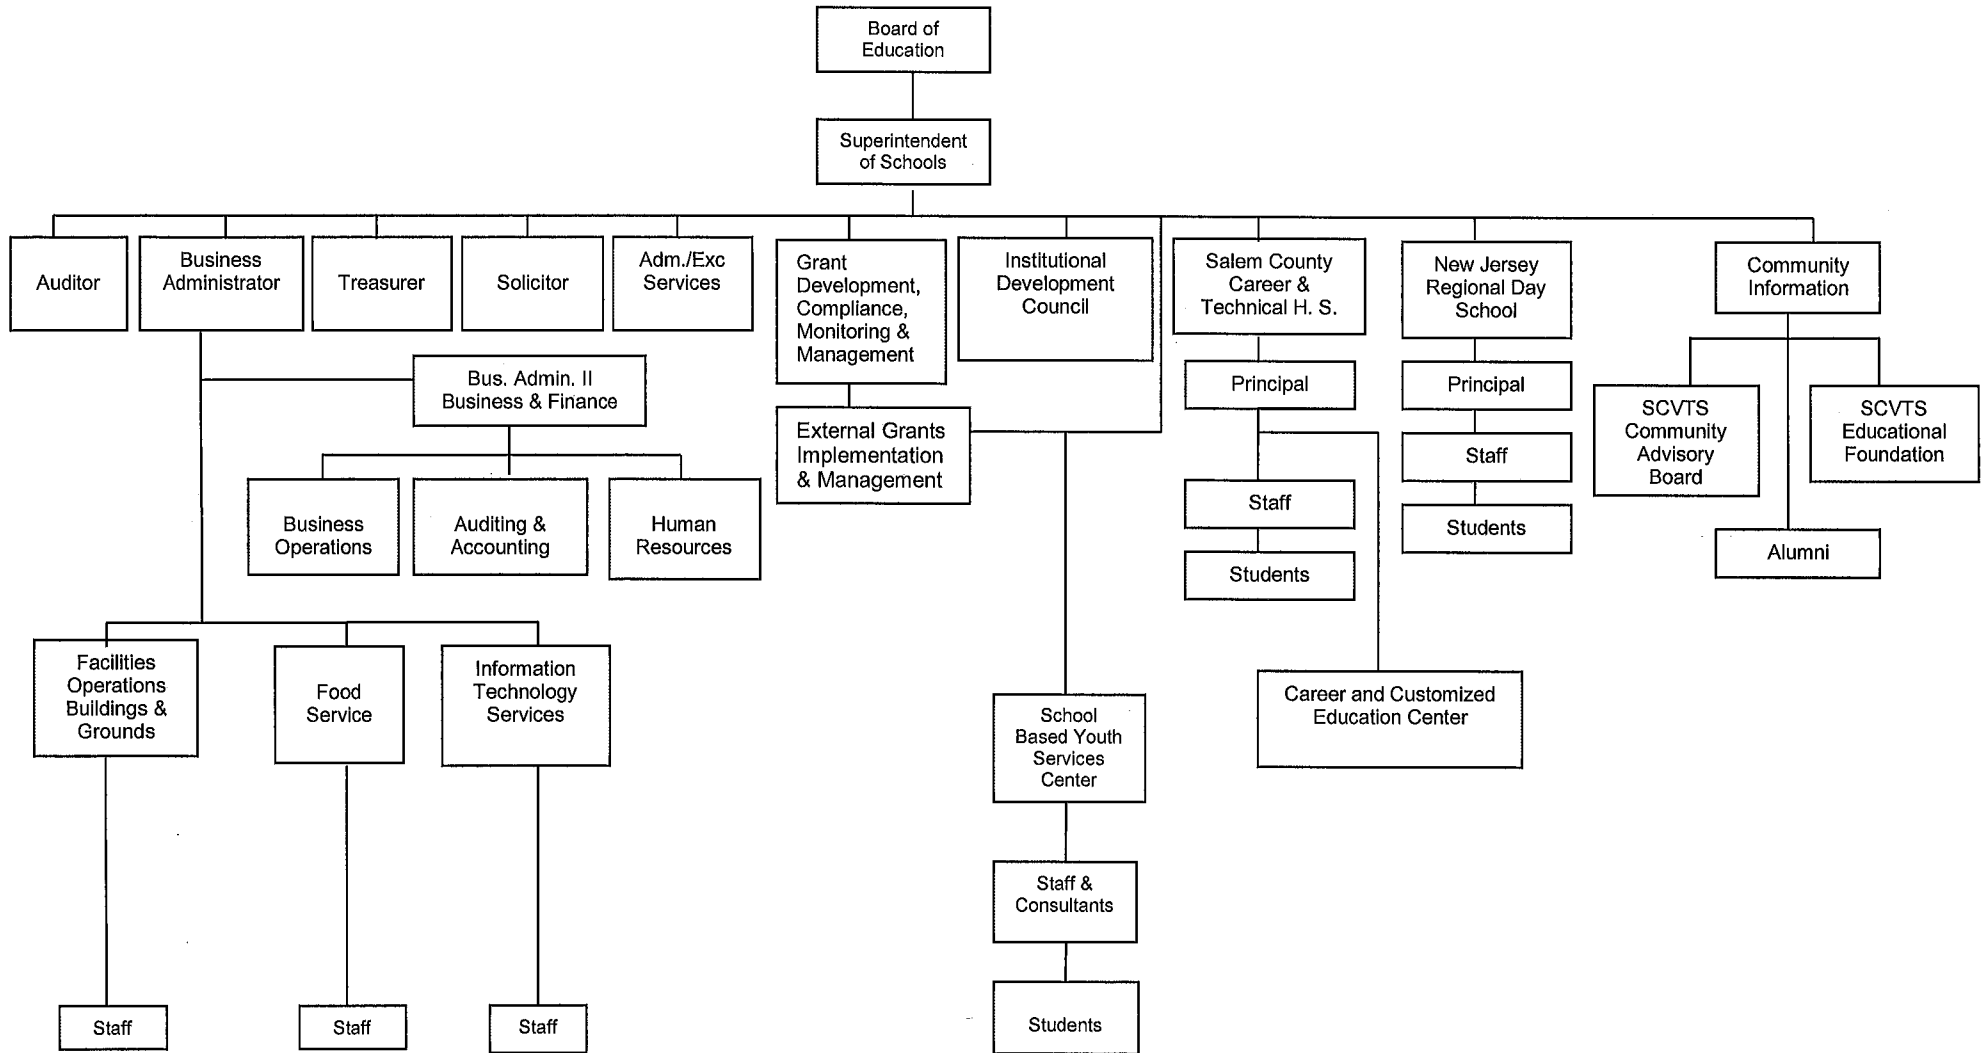 Board of
Education
Superintendent
of Schools
Auditor
Business
Administrator
Treasurer
Solicitor
Adm./Exc
Services
Grant
Development,
Compliance,
Monitoring &
Management
Institutional
Development
Council
Salem County
Career &
Technical H. S.
New Jersey
Regional Day
School
Community
Information
Bus. Admin. II
Business & Finance
External Grants
Implementation
& Management
Principal
Principal
SCVTS
Community
Advisory
Board
SCVTS
Educational
Foundation
Business
Operations
Auditing &
Accounting
Human
Resources
Staff
Students
Staff
Students
Alumni
Facilities
Operations
Buildings &
Grounds
Food
Service
Information
Technology
Services
School
Based Youth
Services
Center
Career and Customized
Education Center
Staff &
Consultants
Staff
Staff
Staff
Students